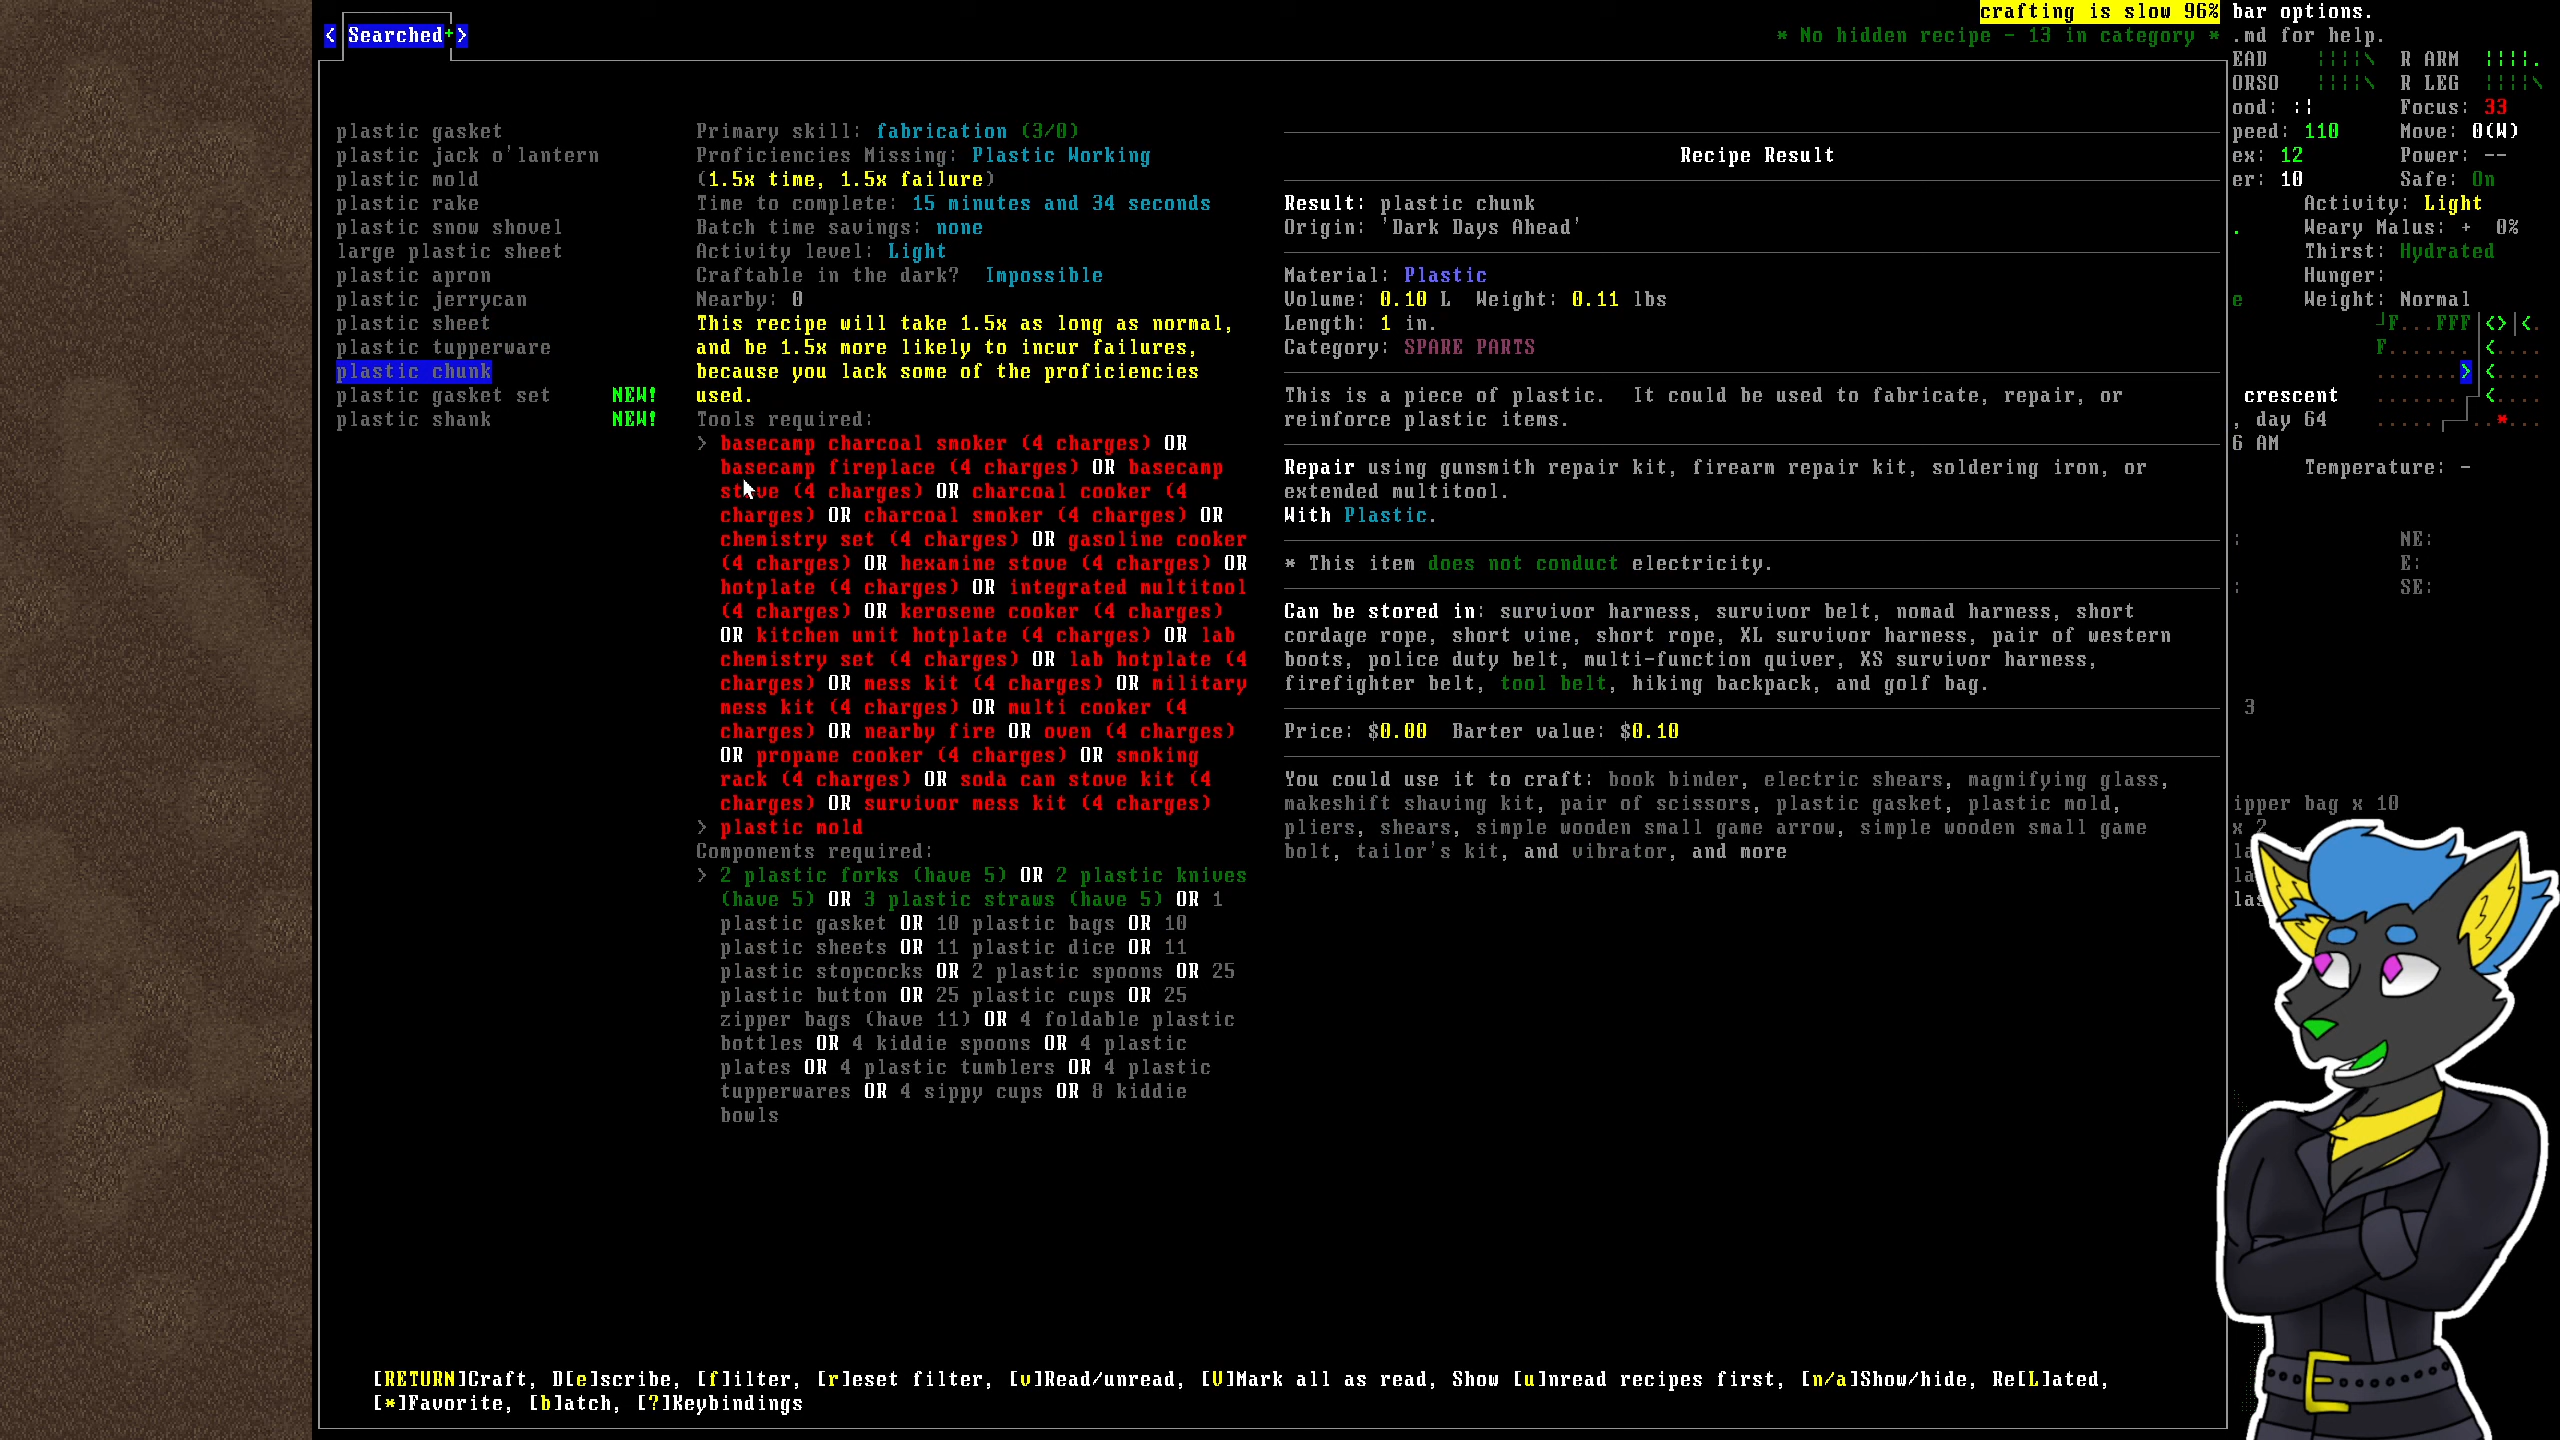 crafting is slow 96% bar options.
< Searched+ >
* No hidden recipe - 13 in category * .md for help.
EAD ||||\ R ARM ||||.
ORSO ||||\ R LEG ||||\
ood: :¦ Focus: 33
peed: 110 Move: 0(W)
ex: 12 Power: --
er: 10 Safe: On
Activity: Light
. Weary Malus: + 0%
Thirst: Hydrated
Hunger:
e Weight: Normal
crescent
, day 64
6 AM
Temperature: -
: NE:
E:
: SE:
3
ipper bag x 10
x 2
la
la
las
plastic gasket
plastic jack o'lantern
plastic mold
plastic rake
plastic snow shovel
large plastic sheet
plastic apron
plastic jerrycan
plastic sheet
plastic tupperware
plastic chunk
plastic gasket set NEW!
plastic shank NEW!
Primary skill: fabrication (3/0)
Proficiencies Missing: Plastic Working
(1.5x time, 1.5x failure)
Time to complete: 15 minutes and 34 seconds
Batch time savings: none
Activity level: Light
Craftable in the dark? Impossible
Nearby: 0
This recipe will take 1.5x as long as normal,
and be 1.5x more likely to incur failures,
because you lack some of the proficiencies
used.
Tools required:
> basecamp charcoal smoker (4 charges) OR
basecamp fireplace (4 charges) OR basecamp
stove (4 charges) OR charcoal cooker (4
charges) OR charcoal smoker (4 charges) OR
chemistry set (4 charges) OR gasoline cooker
(4 charges) OR hexamine stove (4 charges) OR
hotplate (4 charges) OR integrated multitool
(4 charges) OR kerosene cooker (4 charges)
OR kitchen unit hotplate (4 charges) OR lab
chemistry set (4 charges) OR lab hotplate (4
charges) OR mess kit (4 charges) OR military
mess kit (4 charges) OR multi cooker (4
charges) OR nearby fire OR oven (4 charges)
OR propane cooker (4 charges) OR smoking
rack (4 charges) OR soda can stove kit (4
charges) OR survivor mess kit (4 charges)
> plastic mold
Components required:
> 2 plastic forks (have 5) OR 2 plastic knives
(have 5) OR 3 plastic straws (have 5) OR 1
plastic gasket OR 10 plastic bags OR 10
plastic sheets OR 11 plastic dice OR 11
plastic stopcocks OR 2 plastic spoons OR 25
plastic button OR 25 plastic cups OR 25
zipper bags (have 11) OR 4 foldable plastic
bottles OR 4 kiddie spoons OR 4 plastic
plates OR 4 plastic tumblers OR 4 plastic
tupperwares OR 4 sippy cups OR 8 kiddie
bowls
Recipe Result
Result: plastic chunk
Origin: 'Dark Days Ahead'
Material: Plastic
Volume: 0.10 L Weight: 0.11 lbs
Length: 1 in.
Category: SPARE PARTS
This is a piece of plastic. It could be used to fabricate, repair, or
reinforce plastic items.
Repair using gunsmith repair kit, firearm repair kit, soldering iron, or
extended multitool.
With Plastic.
* This item does not conduct electricity.
Can be stored in: survivor harness, survivor belt, nomad harness, short
cordage rope, short vine, short rope, XL survivor harness, pair of western
boots, police duty belt, multi-function quiver, XS survivor harness,
firefighter belt, tool belt, hiking backpack, and golf bag.
Price: $0.00 Barter value: $0.10
You could use it to craft: book binder, electric shears, magnifying glass,
makeshift shaving kit, pair of scissors, plastic gasket, plastic mold,
pliers, shears, simple wooden small game arrow, simple wooden small game
bolt, tailor's kit, and vibrator, and more
[RETURN]Craft, D[e]scribe, [f]ilter, [r]eset filter, [v]Read/unread, [V]Mark all as read, Show [u]nread recipes first, [n/a]Show/hide, Re[L]ated,
[*]Favorite, [b]atch, [?]Keybindings